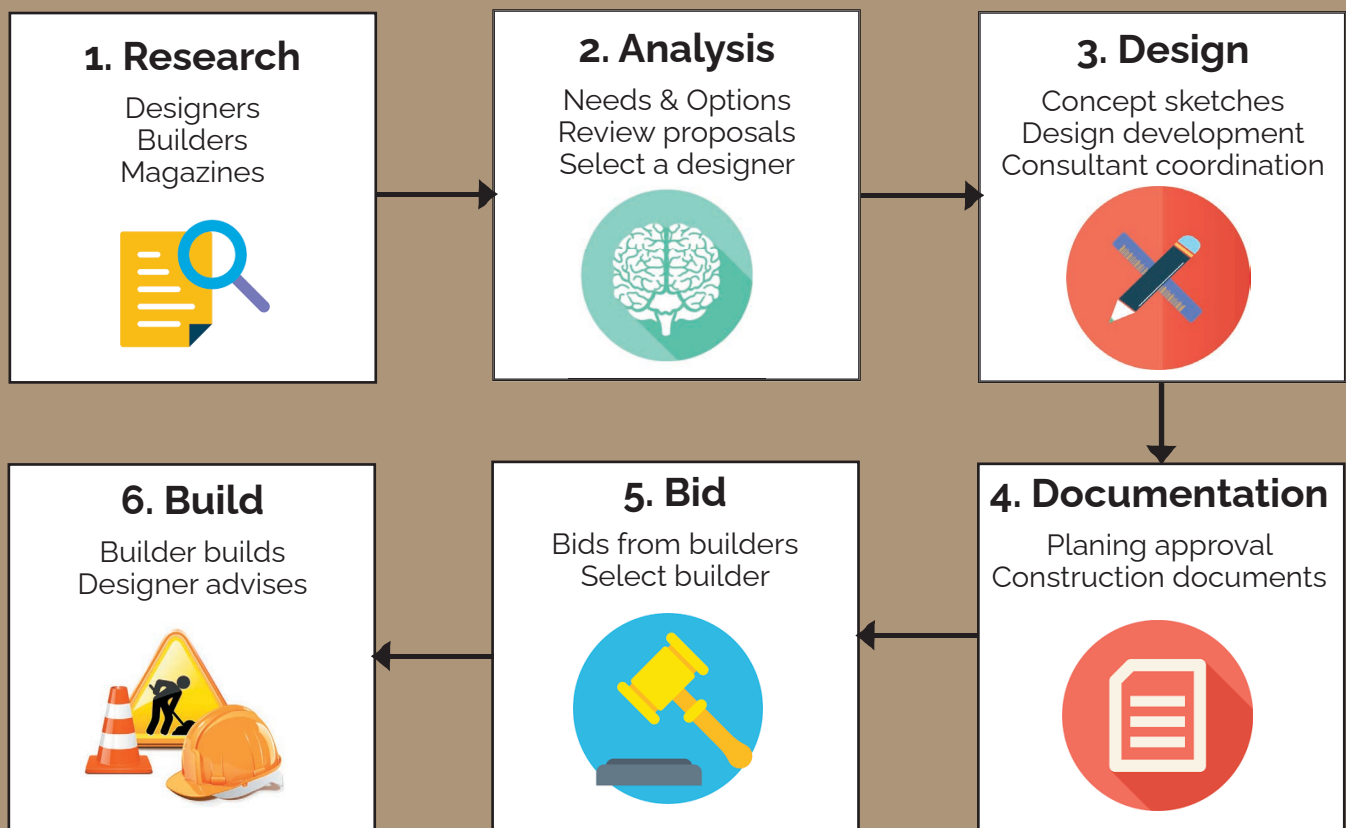 1. Research
Designers
Builders
Magazines
2. Analysis
Needs & Options
Review proposals
Select a designer
3. Design
Concept sketches
Design development
Consultant coordination
4. Documentation
Planing approval
Construction documents
5. Bid
Bids from builders
Select builder
6. Build
Builder builds
Designer advises